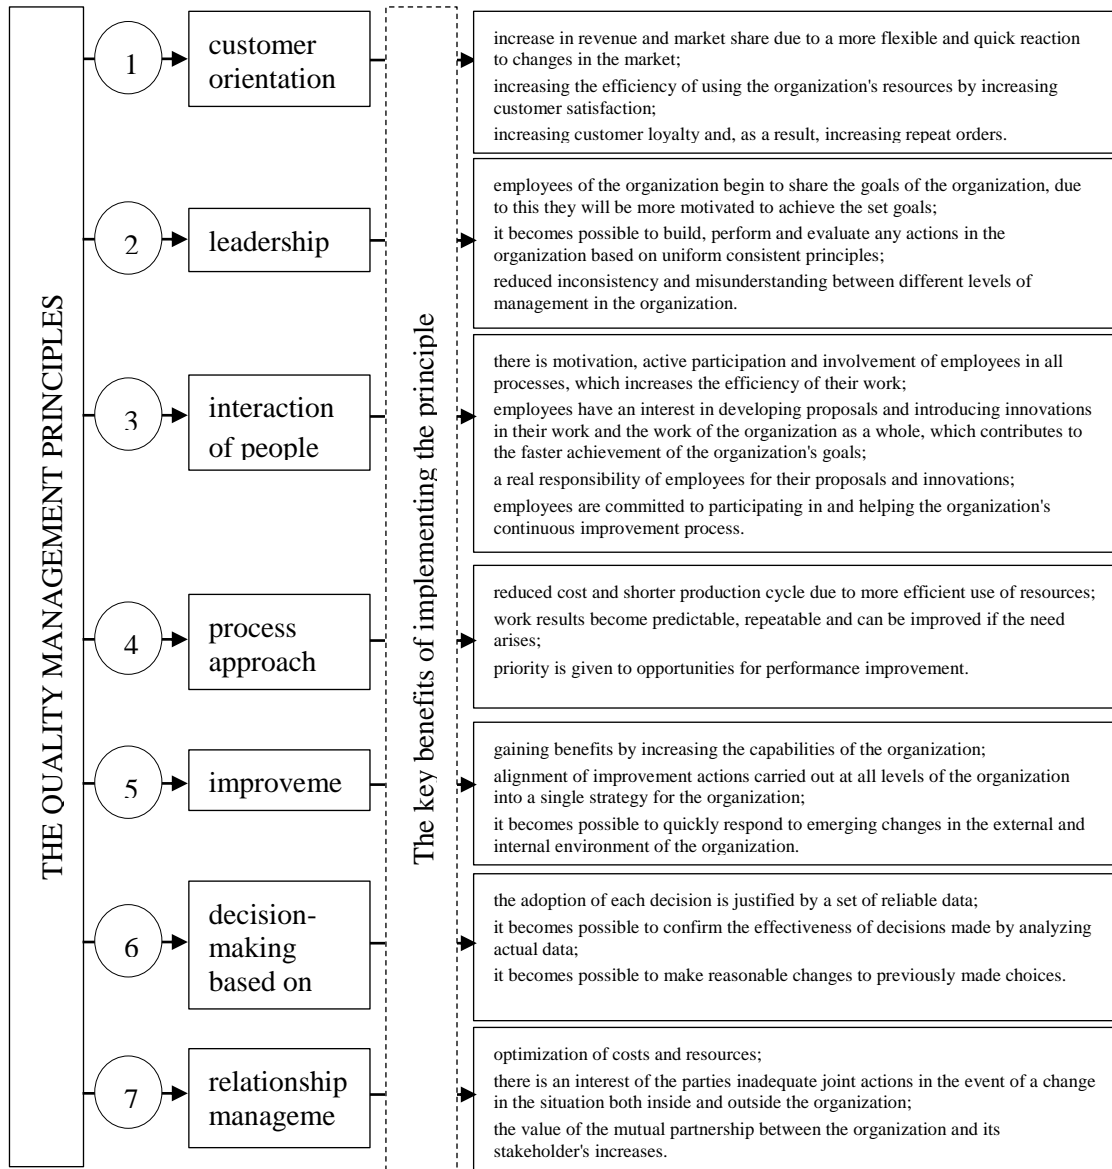 THE QUALITY MANAGEMENT PRINCIPLES
The key benefits of implementing the principle
1
customer
orientation
increase in revenue and market share due to a more flexible and quick reaction
to changes in the market;
increasing the efficiency of using the organization's resources by increasing
customer satisfaction;
increasing customer loyalty and, as a result, increasing repeat orders.
2
leadership
employees of the organization begin to share the goals of the organization, due
to this they will be more motivated to achieve the set goals;
it becomes possible to build, perform and evaluate any actions in the
organization based on uniform consistent principles;
reduced inconsistency and misunderstanding between different levels of
management in the organization.
3
interaction
of people
there is motivation, active participation and involvement of employees in all
processes, which increases the efficiency of their work;
employees have an interest in developing proposals and introducing innovations
in their work and the work of the organization as a whole, which contributes to
the faster achievement of the organization's goals;
a real responsibility of employees for their proposals and innovations;
employees are committed to participating in and helping the organization's
continuous improvement process.
4
process
approach
reduced cost and shorter production cycle due to more efficient use of resources;
work results become predictable, repeatable and can be improved if the need
arises;
priority is given to opportunities for performance improvement.
5
improveme
gaining benefits by increasing the capabilities of the organization;
alignment of improvement actions carried out at all levels of the organization
into a single strategy for the organization;
it becomes possible to quickly respond to emerging changes in the external and
internal environment of the organization.
6
decision-
making
based on
the adoption of each decision is justified by a set of reliable data;
it becomes possible to confirm the effectiveness of decisions made by analyzing
actual data;
it becomes possible to make reasonable changes to previously made choices.
7
relationship
manageme
optimization of costs and resources;
there is an interest of the parties inadequate joint actions in the event of a change
in the situation both inside and outside the organization;
the value of the mutual partnership between the organization and its
stakeholder's increases.